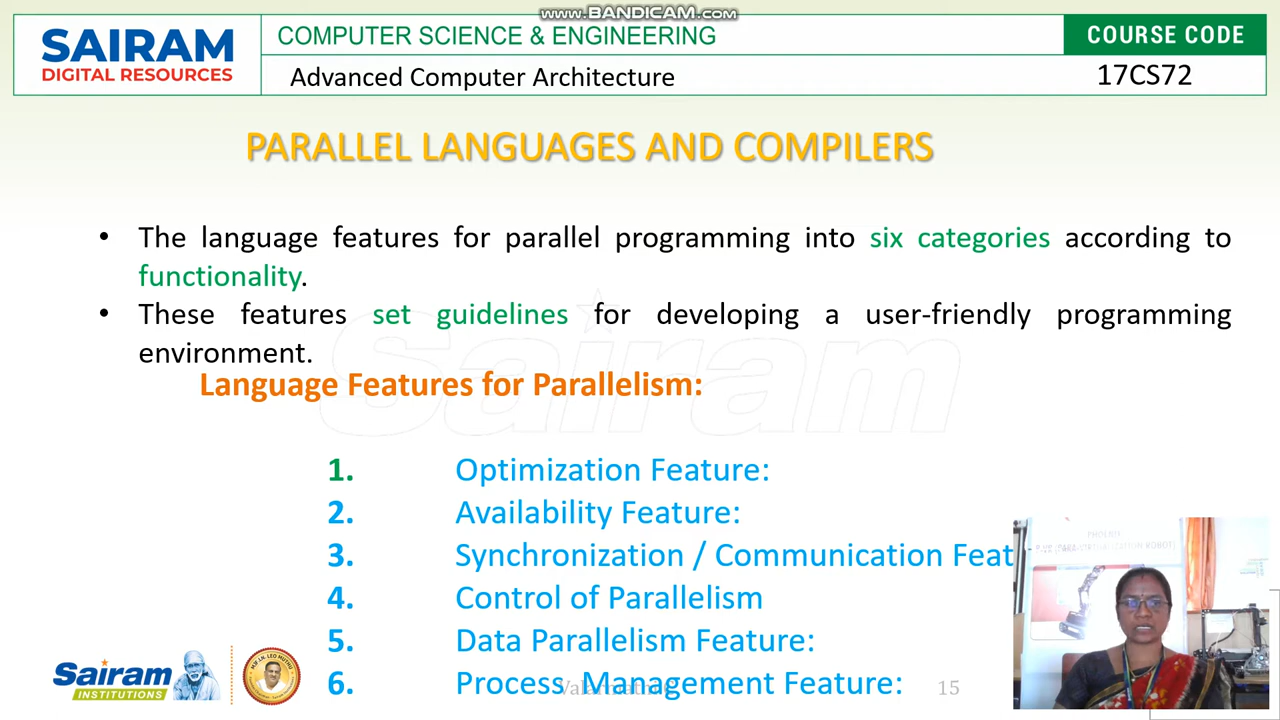 www.BANDICAM.com
SAIRAM
DIGITAL RESOURCES
COMPUTER SCIENCE & ENGINEERING
COURSE CODE
Advanced Computer Architecture
17CS72
PARALLEL LANGUAGES AND COMPILERS
• The language features for parallel programming into six categories according to
functionality.
• These features set guidelines for developing a user-friendly programming
environment.
Sairam
Language Features for Parallelism:
1. Optimization Feature:
2. Availability Feature:
3. Synchronization / Communication Feat
4. Control of Parallelism
5. Data Parallelism Feature:
6. Process Management Feature:
15
Sairam
INSTITUTIONS
PHOENIX